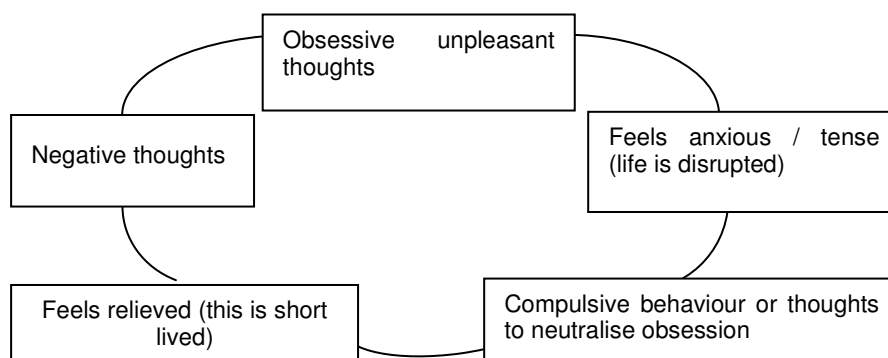 Obsessive unpleasant
thoughts
Feels anxious / tense
(life is disrupted)
Negative thoughts
Compulsive behaviour or thoughts
to neutralise obsession
Feels relieved (this is short
lived)